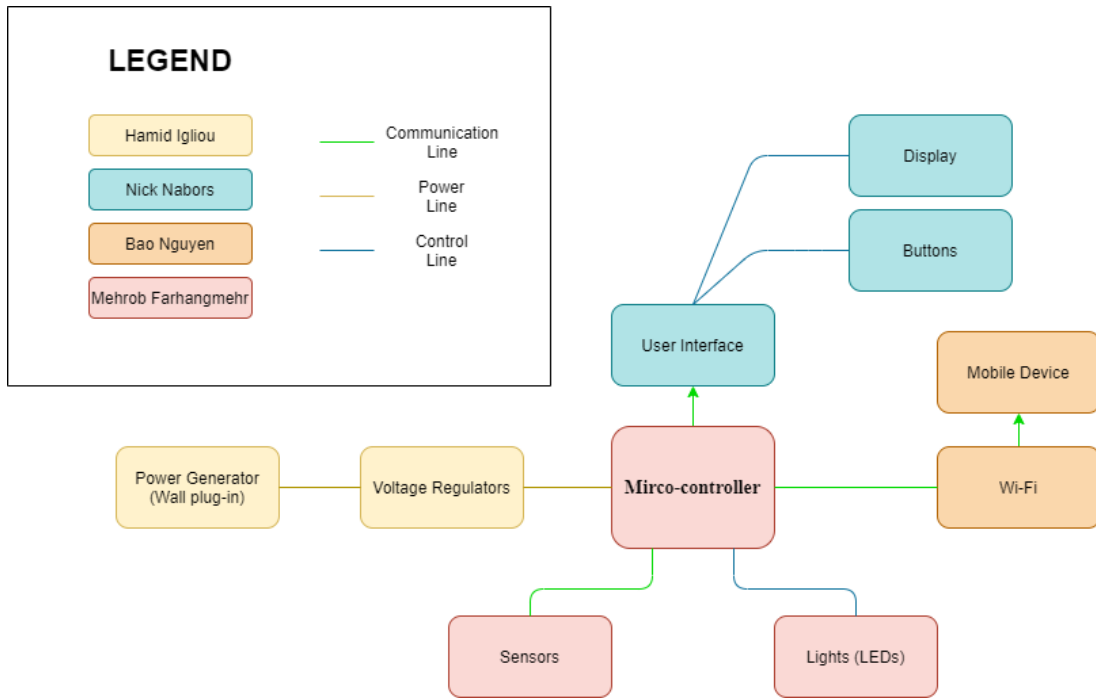 LEGEND
Hamid Igliou
Nick Nabors
Bao Nguyen
Mehrob Farhangmehr
Communication
Line
Power
Line
Control
Line
Display
Buttons
User Interface
Mobile Device
Power Generator
(Wall plug-in)
Voltage Regulators
Mirco-controller
Wi-Fi
Sensors
Lights (LEDs)